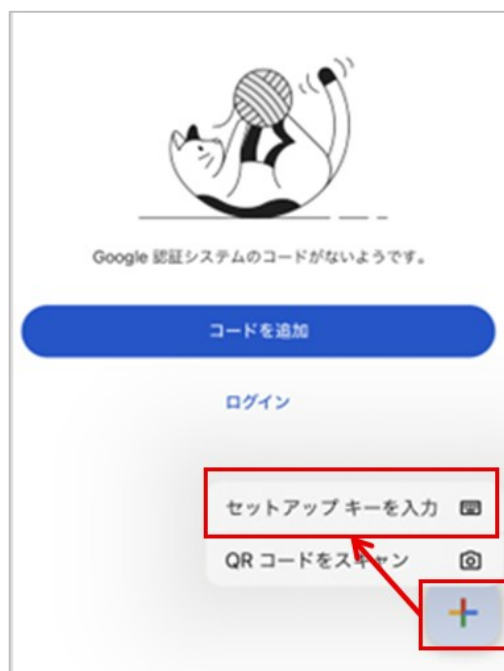 Google 認証システムのコードがないようです。
コードを追加
ログイン
セットアップ キーを入力
QR コードをスキャン